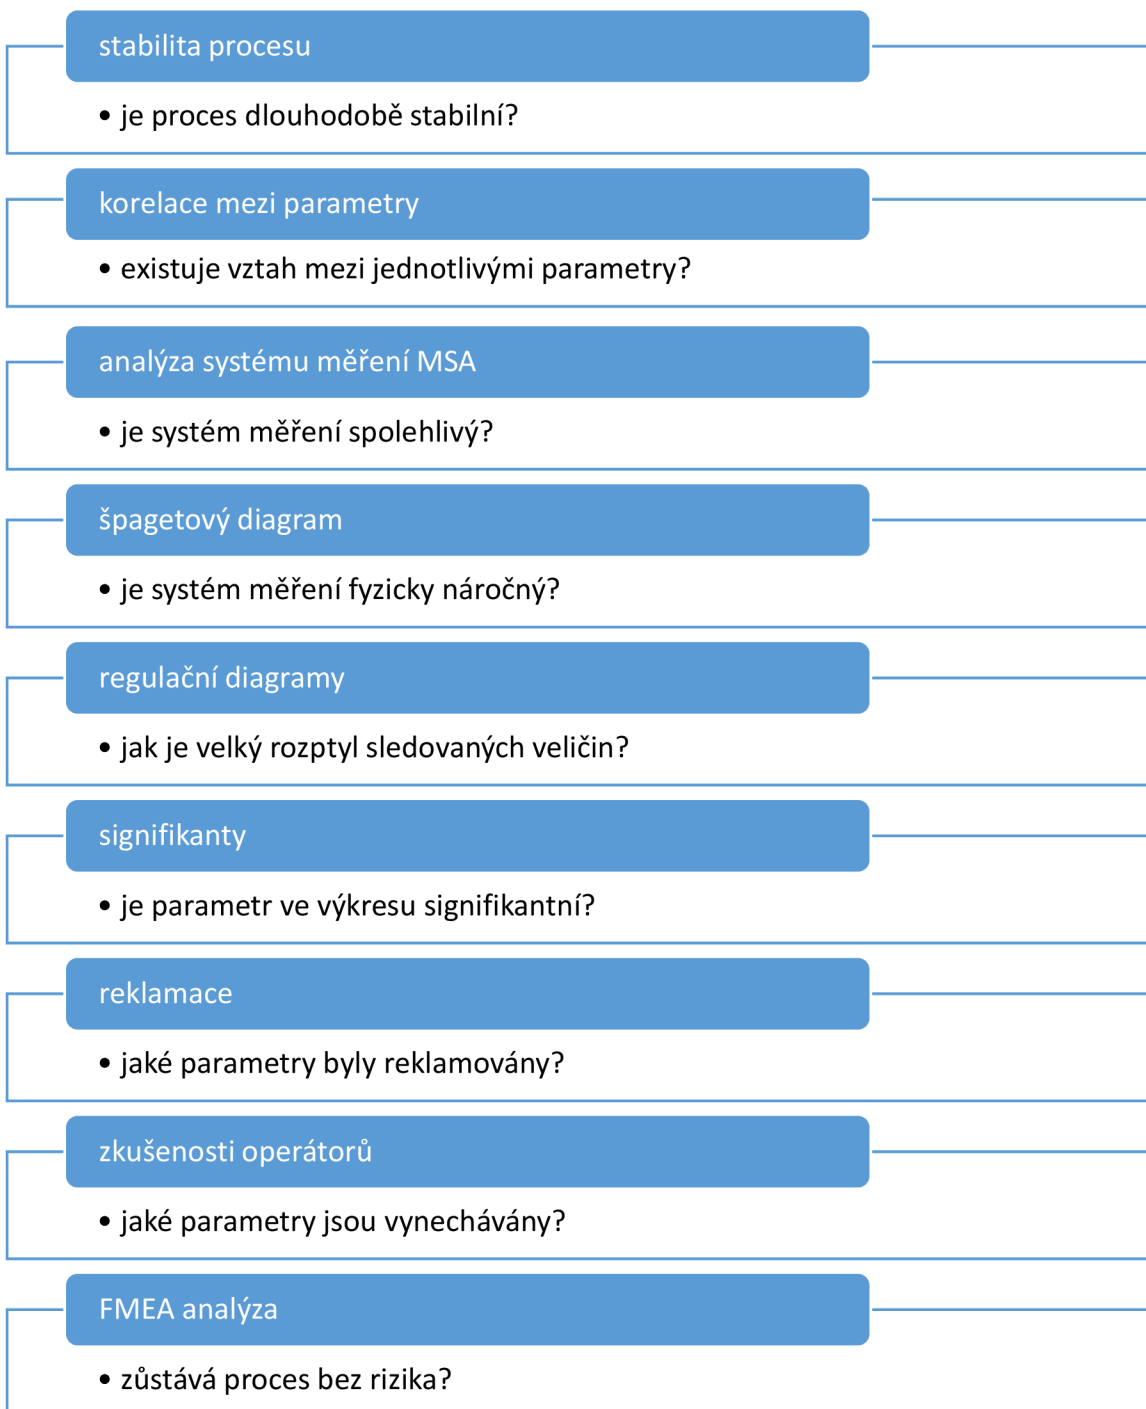 stabilita procesu
• je proces dlouhodobě stabilní?
korelace mezi parametry
• existuje vztah mezi jednotlivými parametry?
analýza systému měření MSA
• je systém měření spolehlivý?
špagetový diagram
• je systém měření fyzicky náročný?
regulační diagramy
• jak je velký rozptyl sledovaných veličin?
signifikanty
• je parametr ve výkresu signifikantní?
reklamace
• jaké parametry byly reklamovány?
zkušenosti operátorů
• jaké parametry jsou vynechávány?
FMEA analýza
• zůstává proces bez rizika?